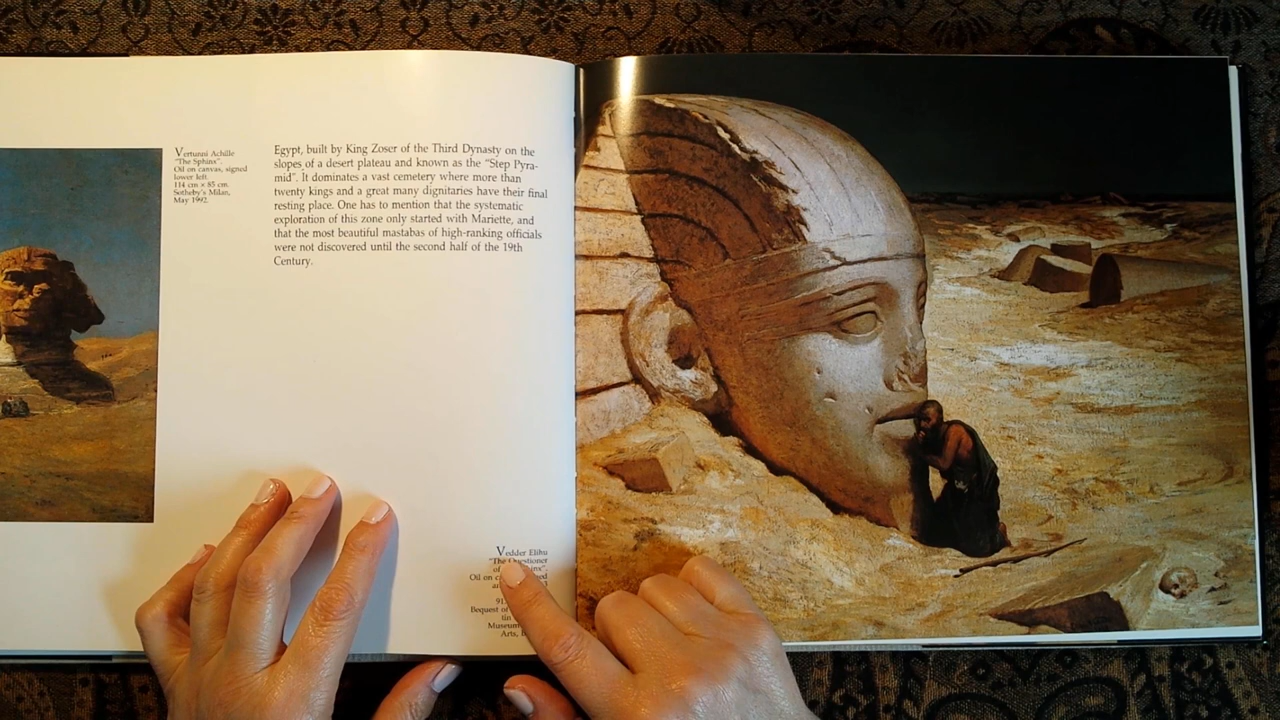 Vertunni Achille
"The Sphinx".
Oil on canvas, signed
lower left.
114 cm × 85 cm.
Sotheby's Milan,
May 1992.
Egypt, built by King Zoser of the Third Dynasty on the
slopes of a desert plateau and known as the "Step Pyra-
mid". It dominates a vast cemetery where more than
twenty kings and a great many dignitaries have their final
resting place. One has to mention that the systematic
exploration of this zone only started with Mariette, and
that the most beautiful mastabas of high-ranking officials
were not discovered until the second half of the 19th
Century.
Vedder Elihu
"The Questioner
of
Oil on
91
Bequest of
Museum
Arts,